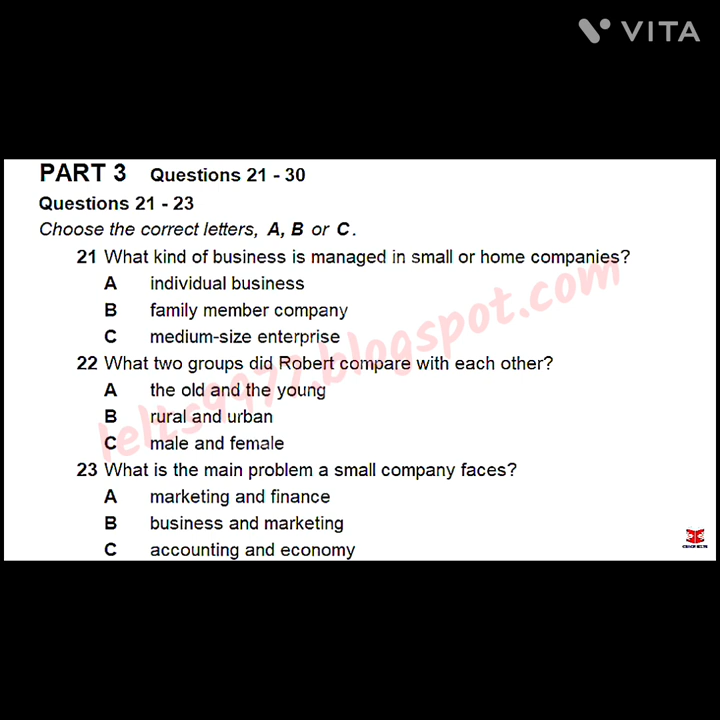 VITA
PART 3 Questions 21 - 30
Questions 21 - 23
Choose the correct letters, A, B or C.
21 What kind of business is managed in small or home companies?
A individual business
B family member company
C medium-size enterprise
22 What two groups did Robert compare with each other?
A the old and the young
B rural and urban
C male and female
23 What is the main problem a small company faces?
A marketing and finance
B business and marketing
C accounting and economy
Ielts9977.blogspot.com